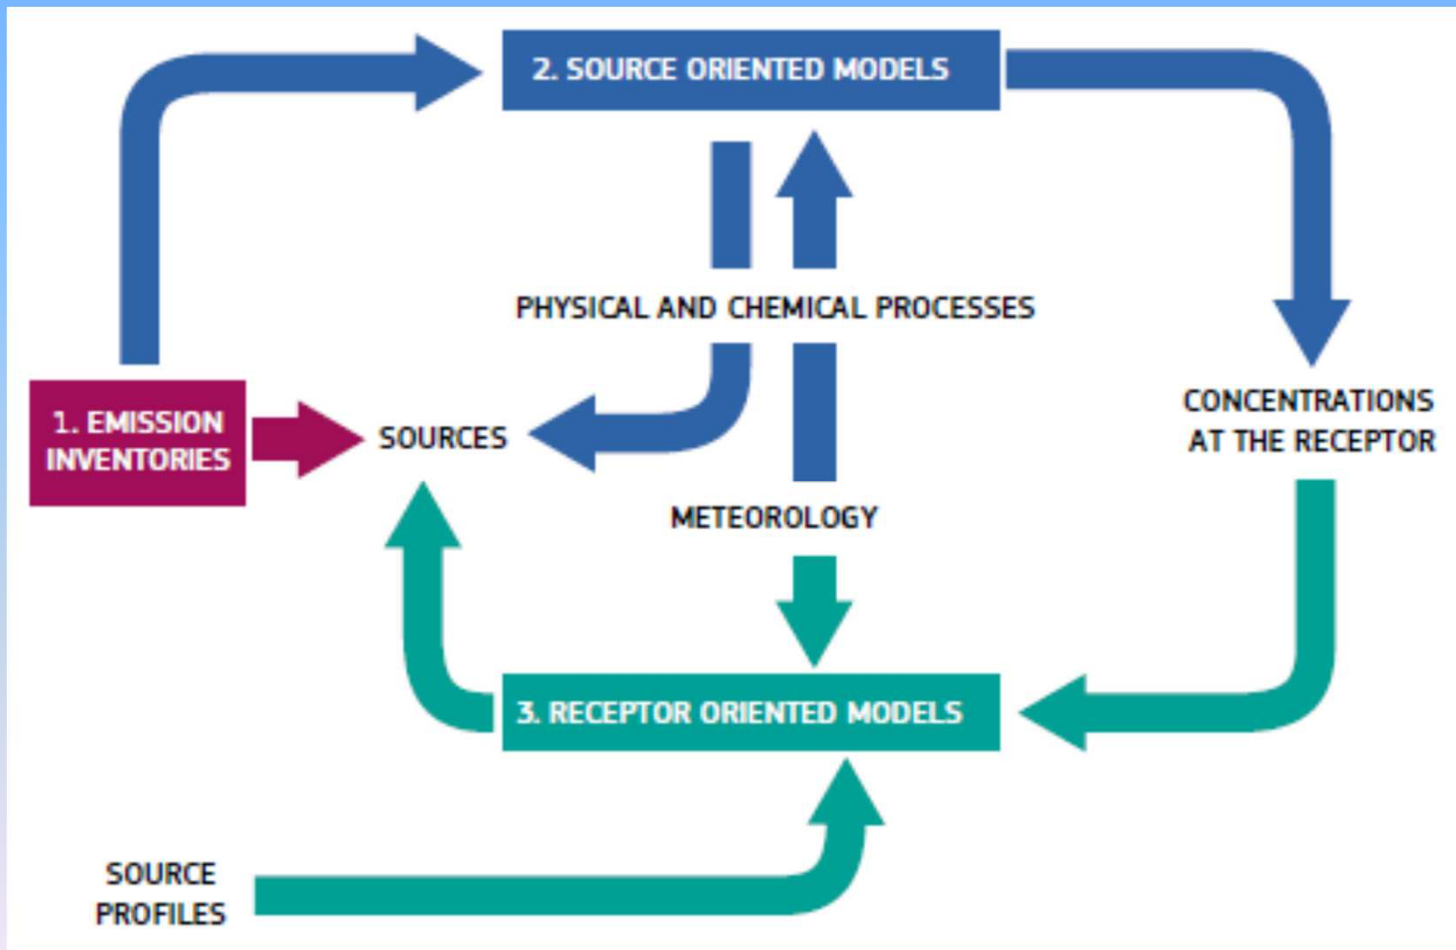 2. SOURCE ORIENTED MODELS
PHYSICAL AND CHEMICAL PROCESSES
1. EMISSION
INVENTORIES
SOURCES
CONCENTRATIONS
AT THE RECEPTOR
METEOROLOGY
3. RECEPTOR ORIENTED MODELS
SOURCE
PROFILES